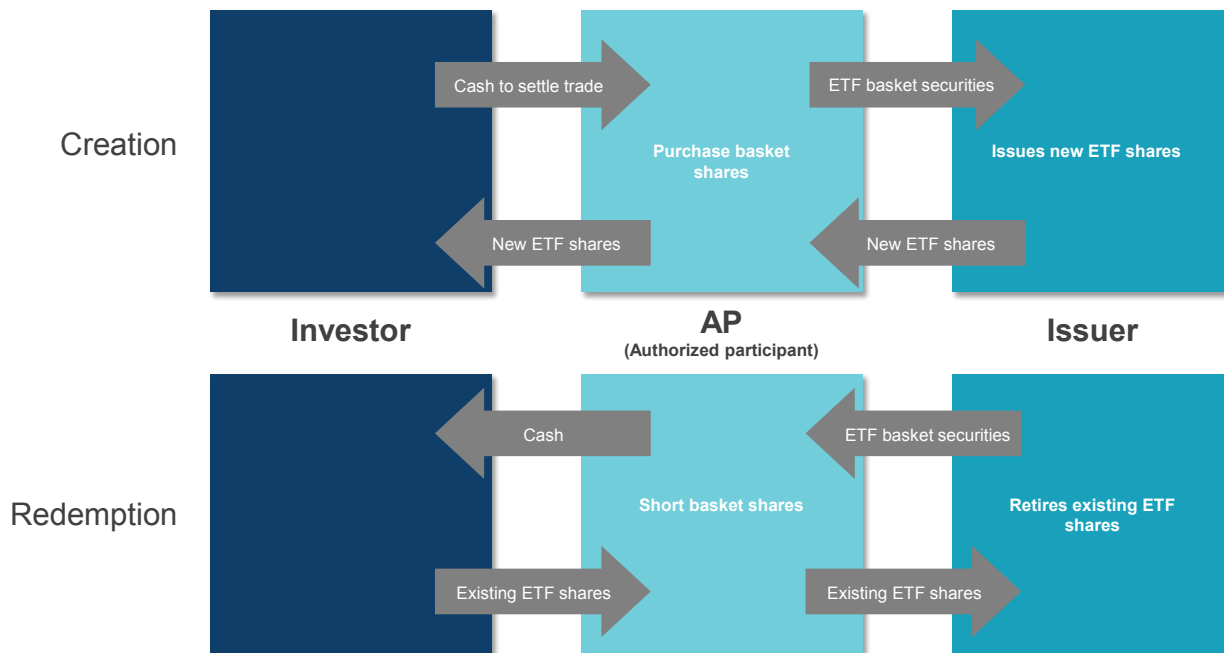 Cash to settle trade
ETF basket securities
Creation
Purchase basket
shares
Issues new ETF shares
New ETF shares
New ETF shares
Investor
AP
(Authorized participant)
Issuer
Cash
ETF basket securities
Redemption
Short basket shares
Retires existing ETF
shares
Existing ETF shares
Existing ETF shares